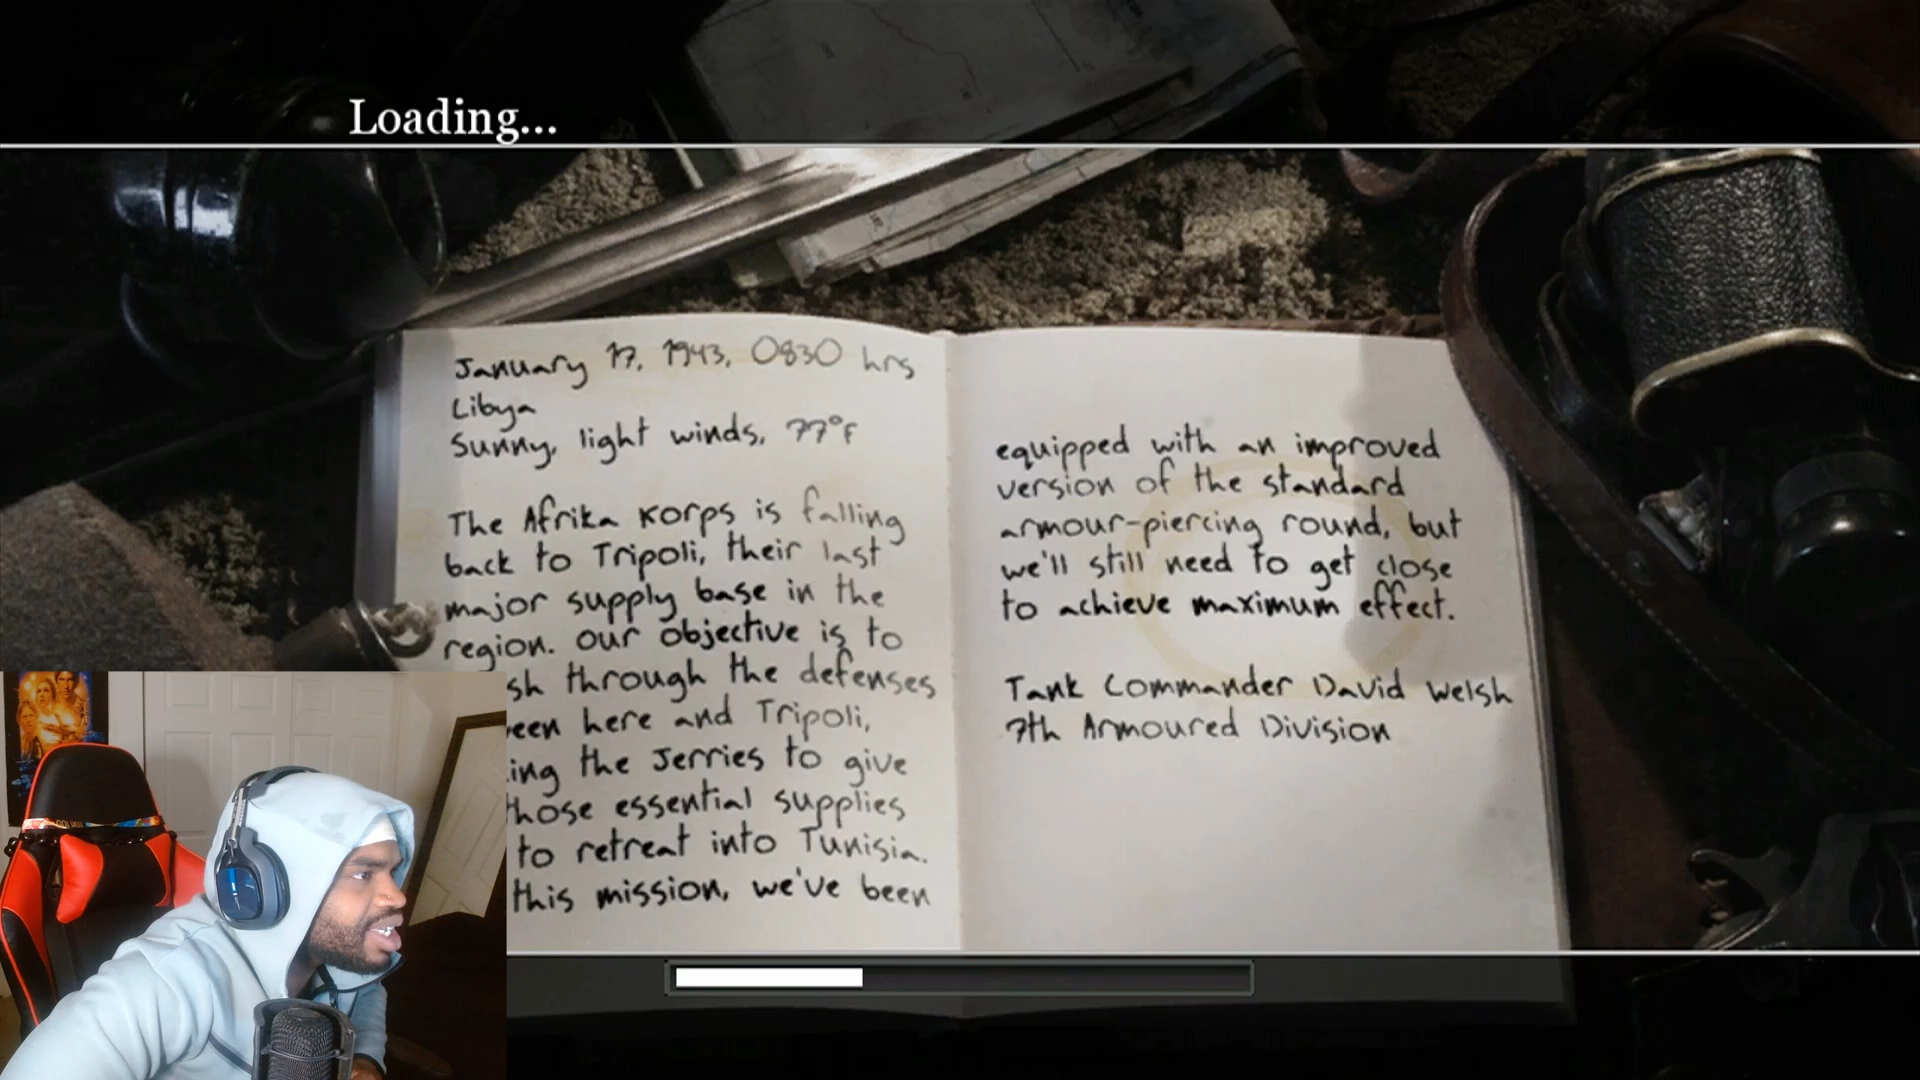 Loading...
January 17, 1943, 0830 hrs
Libya
Sunny, light winds, 77°F
The Afrika Korps is falling
back to Tripoli, their last
major supply base in the
region. our objective is to
sh through the defenses
een here and Tripoli,
ing the Jerries to give
those essential supplies
to retreat into Tunisia.
this mission, we've been
equipped with an improved
version of the standard
armour-piercing round, but
we'll still need to get close
to achieve maximum effect.
Tank Commander David Welsh
7th Armoured Division